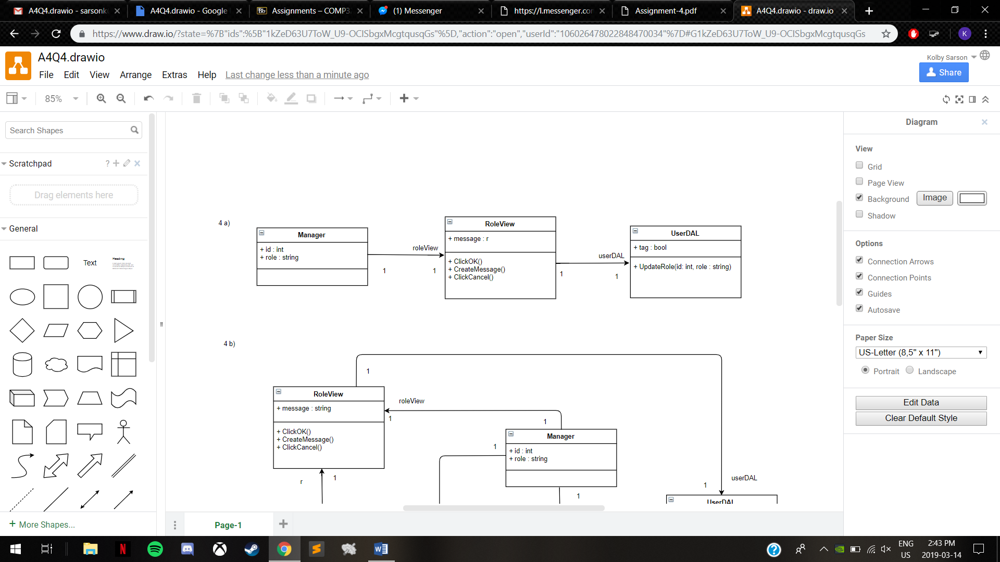 A4Q4.drawio - sarsonk
A4Q4.drawio - Google
Bb Assignments – COMP3
(1) Messenger
https://l.messenger.con
Assignment-4.pdf
A4Q4.drawio - draw.io
https://www.draw.io/?state=%7B"ids":%5B"1kZeD63U7ToW_U9-OCISbgxMcgtqusqGs"%5D,"action":"open","userId":"106026478022848470034"%7D#G1kZeD63U7ToW_U9-OCISbgxMcgtqusqGs
K
A4Q4.drawio
Kolby Sarson
File Edit View Arrange Extras Help Last change less than a minute ago
Share
85%
Search Shapes
Scratchpad
?
Drag elements here
General
Text
Heading
More Shapes...
4 a)
Manager
+ id : int
+ role : string
roleView
1
1
RoleView
+ message : r
+ ClickOK()
+ CreateMessage()
+ ClickCancel()
userDAL
1
1
UserDAL
+ tag : bool
+ UpdateRole(id: int, role : string)
4 b)
1
RoleView
+ message : string
+ ClickOK()
+ CreateMessage()
+ ClickCancel()
roleView
1
1
Manager
+ id : int
+ role : string
1
1
r
1
userDAL
1
UserDAL
Page-1
Diagram
View
Grid
Page View
Background
Image
Shadow
Options
Connection Arrows
Connection Points
Guides
Autosave
Paper Size
US-Letter (8,5" x 11")
Portrait
Landscape
Edit Data
Clear Default Style
N
?
ENG
US
2:43 PM
2019-03-14